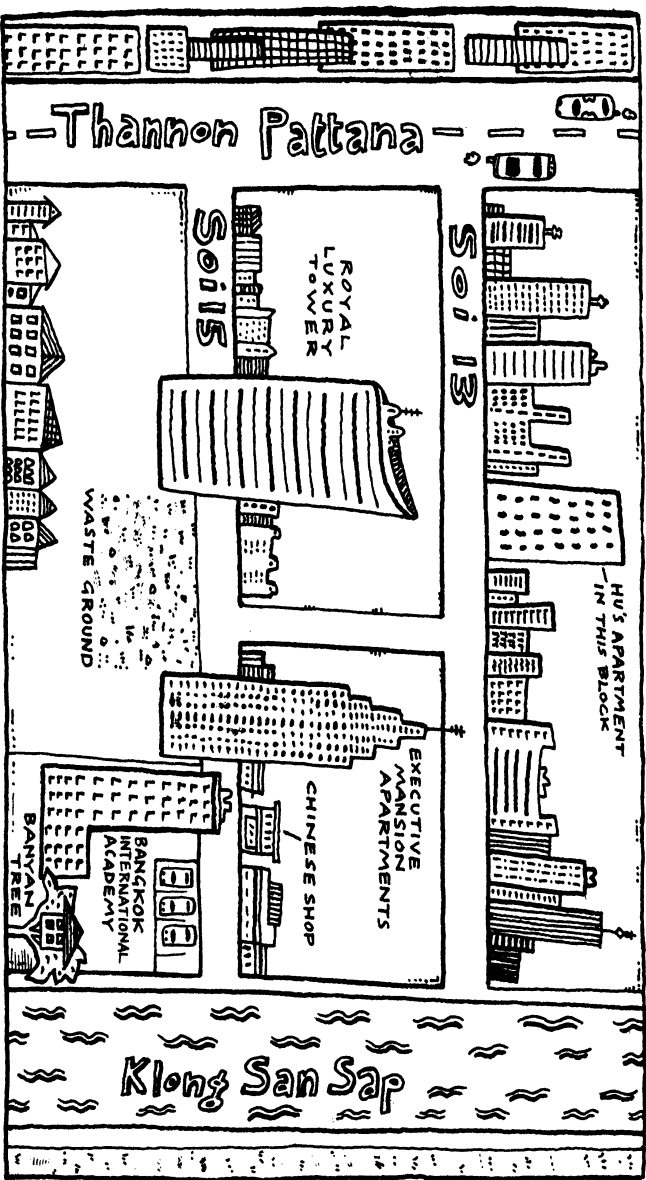 Thannon Pattana
Soi 15
Soi 13
ROYAL
LUXURY
TOWER
HU'S APARTMENT
IN THIS BLOCK
WASTE GROUND
EXECUTIVE
MANSION
APARTMENTS
CHINESE SHOP
BANGKOK
INTERNATIONAL
ACADEMY
BANYAN
TREE
Klong San Sap